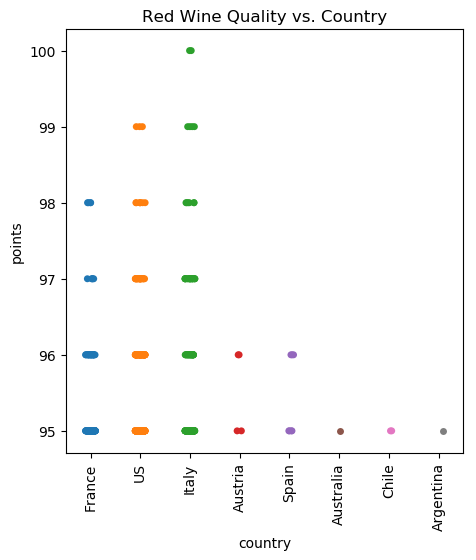 Red Wine Quality vs. Country
100
99
98
97
96
95
points
France
US
Italy
Austria
Spain
Australia
Chile
Argentina
country